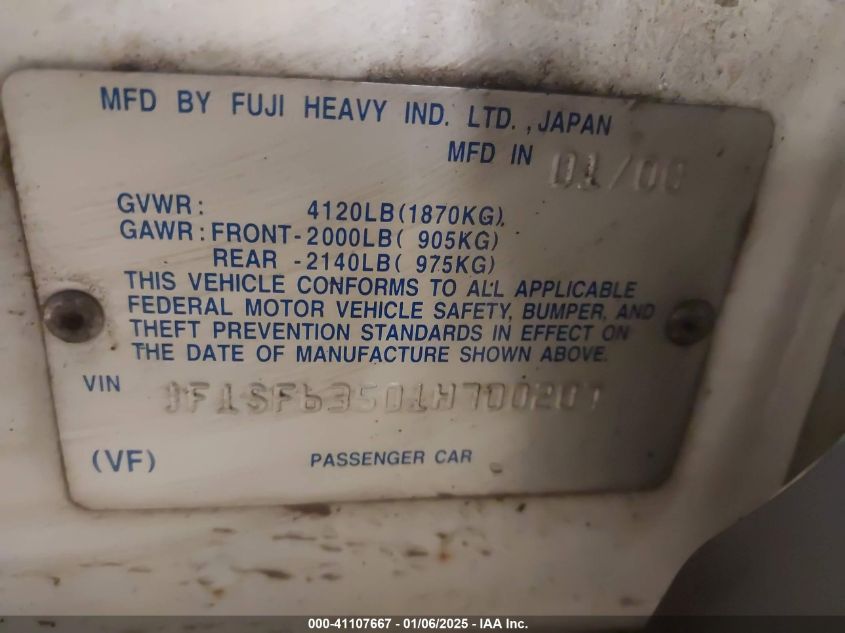 MFD BY FUJI HEAVY IND. LTD., JAPAN
MFD IN 01/00
GVWR: 4120LB(1870KG)
GAWR: FRONT-2000LB( 905KG)
REAR -2140LB( 975KG)
THIS VEHICLE CONFORMS TO ALL APPLICABLE
FEDERAL MOTOR VEHICLE SAFETY, BUMPER, AND
THEFT PREVENTION STANDARDS IN EFFECT ON
THE DATE OF MANUFACTURE SHOWN ABOVE.
VIN
(VF) PASSENGER CAR
000-41107667 - 01/06/2025 - IAA Inc.